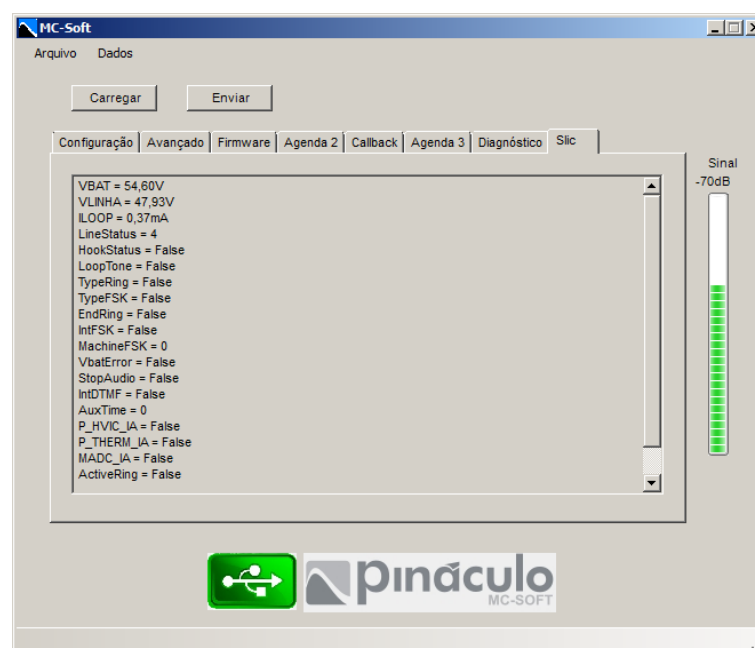 MC-Soft
Arquivo Dados
Carregar Enviar
Configuração Avançado Firmware Agenda 2 Callback Agenda 3 Diagnóstico Slic
Sinal
-70dB
VBAT = 54,60V
VLINHA = 47,93V
ILOOP = 0,37mA
LineStatus = 4
HookStatus = False
LoopTone = False
TypeRing = False
TypeFSK = False
EndRing = False
IntFSK = False
MachineFSK = 0
VbatError = False
StopAudio = False
IntDTMF = False
AuxTime = 0
P_HVIC_IA = False
P_THERM_IA = False
MADC_IA = False
ActiveRing = False
Pináculo
MC-SOFT